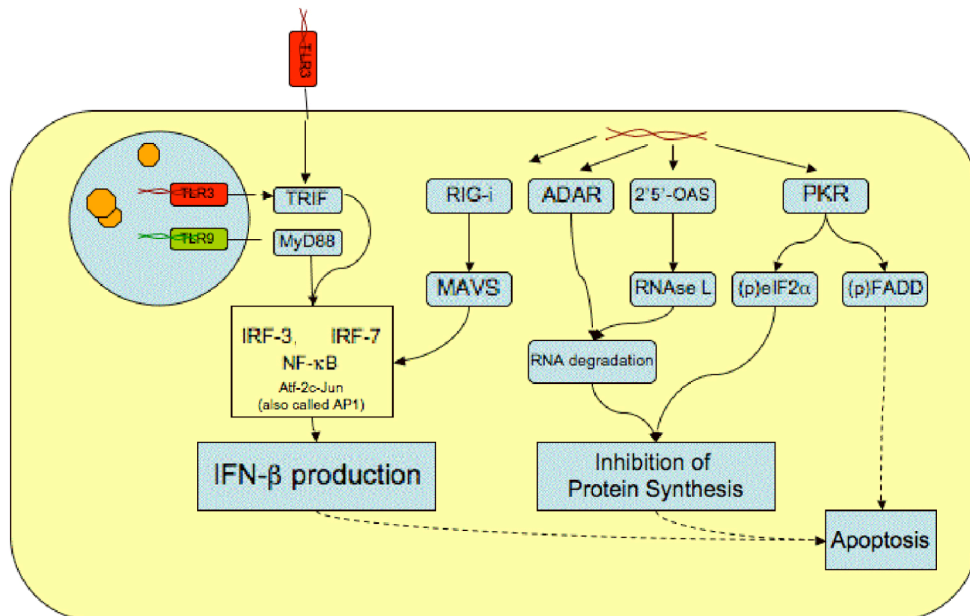 TLR3
TLR3
TRIF
TLR9
MyD88
RIG-i
ADAR
2'5'-OAS
PKR
MAVS
RNAse L
(p)eIF2α
(p)FADD
IRF-3, IRF-7
NF-κB
Atf-2c-Jun
(also called AP1)
RNA degradation
IFN-β production
Inhibition of
Protein Synthesis
Apoptosis